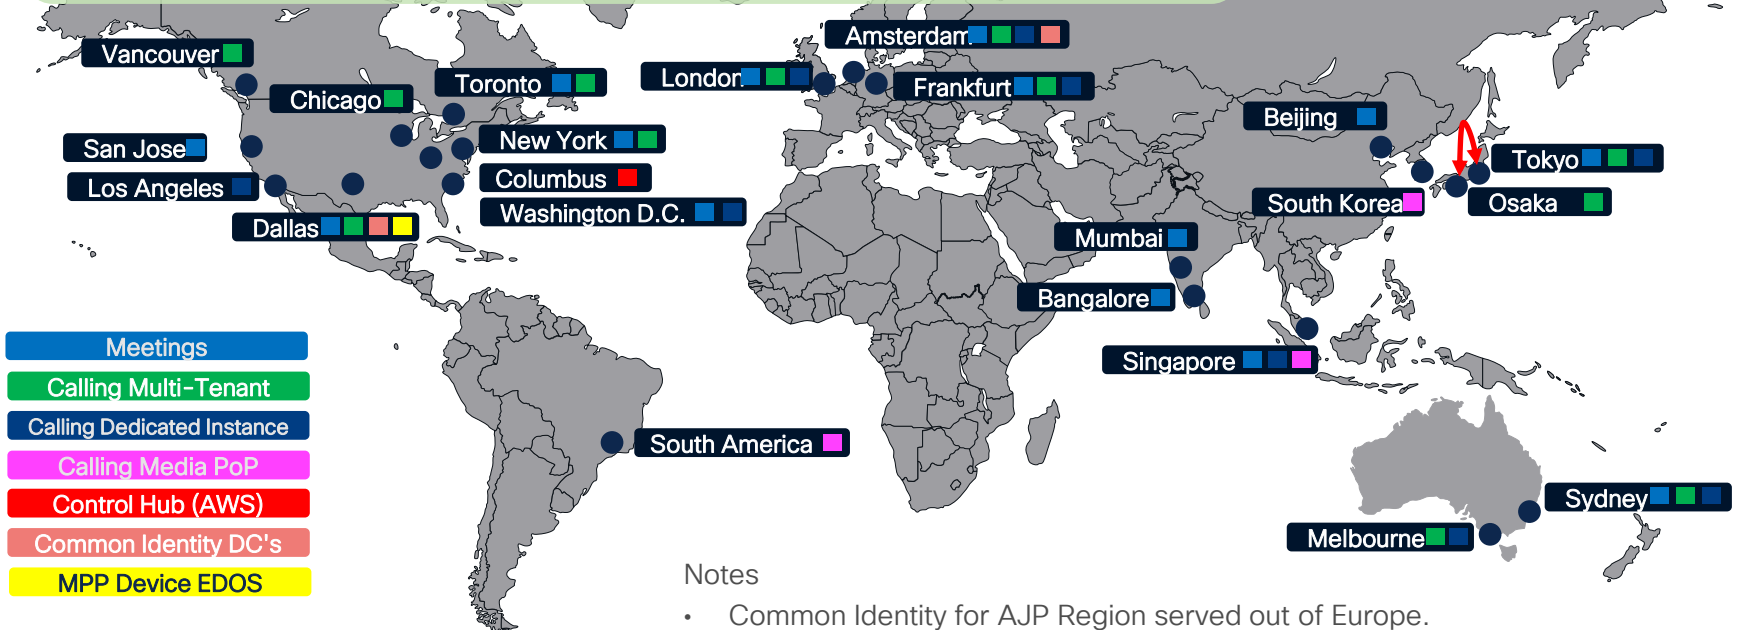 Amsterdam
Vancouver
London
Toronto
Frankfurt
Chicago
Beijing
New York
San Jose
Tokyo
Columbus
Los Angeles
South Korea
Osaka
Washington D.C.
Dallas
Mumbai
Bangalore
Meetings
Singapore
Calling Multi-Tenant
Calling Dedicated Instance
South America
Calling Media PoP
Control Hub (AWS)
Sydney
Melbourne
Common Identity DC's
MPP Device EDOS
Notes
• Common Identity for AJP Region served out of Europe.